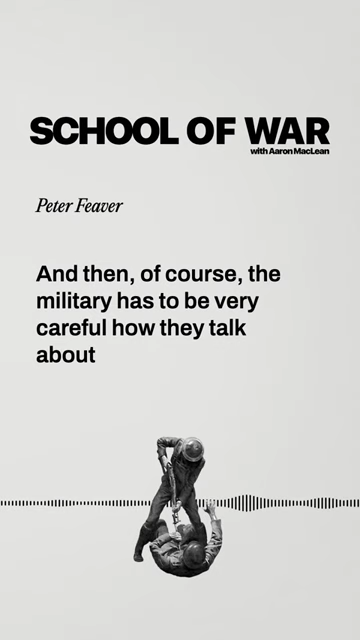 SCHOOL OF WAR
with Aaron MacLean
Peter Feaver
And then, of course, the
military has to be very
careful how they talk
about